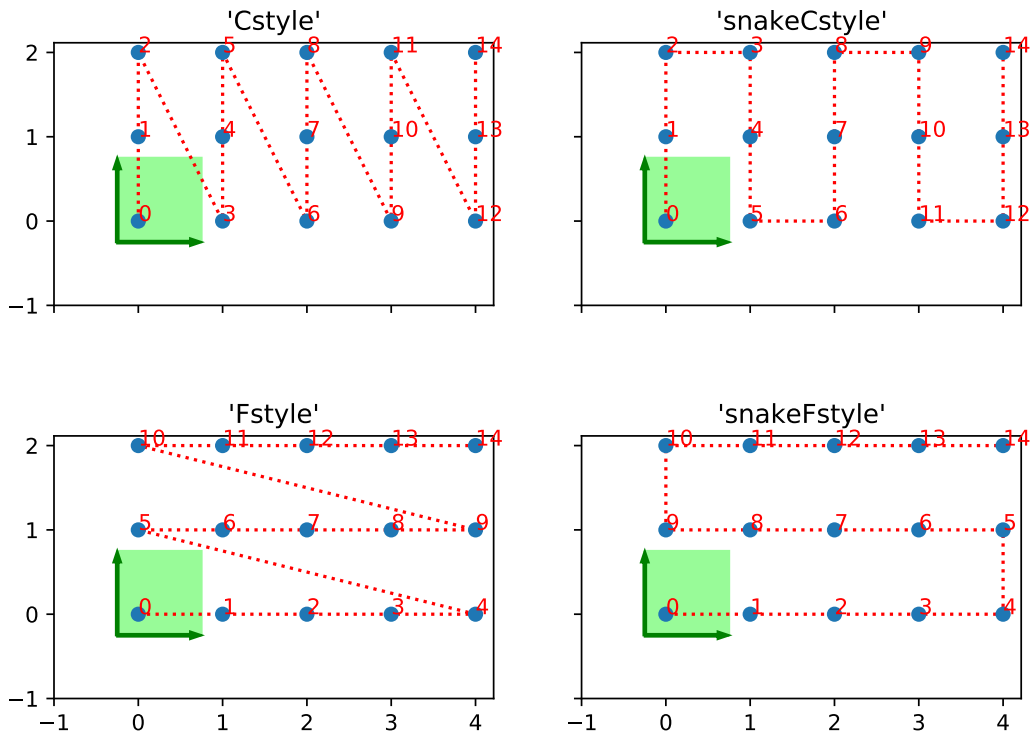 'Cstyle' 'snakeCstyle'
2 2 5 8 11 14 2 3 8 9 14
1 1 4 7 10 13 1 4 7 10 13
0 0 3 6 9 12 0 5 6 11 12
−1
'Fstyle' 'snakeFstyle'
2 10 11 12 13 14 10 11 12 13 14
1 5 6 7 8 9 9 8 7 6 5
0 0 1 2 3 4 0 1 2 3 4
−1
−1 0 1 2 3 4 −1 0 1 2 3 4